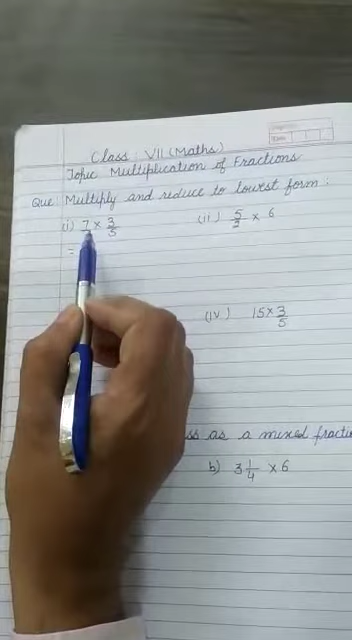 Class : VII (Maths)
Topic Multiplication of Fractions
Que: Multiply and reduce to lowest form :
(i) 7 × 3/5 (ii) 5/2 × 6
=
(iv) 15 × 3/5
as a mixed fraction
b) 3 1/4 × 6